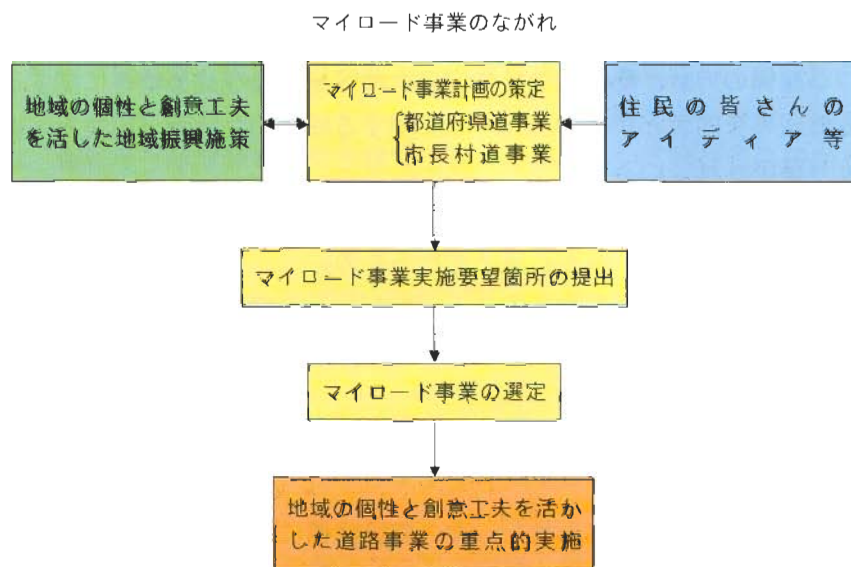 マイロード事業のながれ
地域の個性と創意工夫
を活した地域振興施策
マイロード事業計画の策定
都道府県道事業
市長村道事業
住民の皆さんの
アイディア等
マイロード事業実施要望箇所の提出
マイロード事業の選定
地域の個性と創意工夫を活か
した道路事業の重点的実施